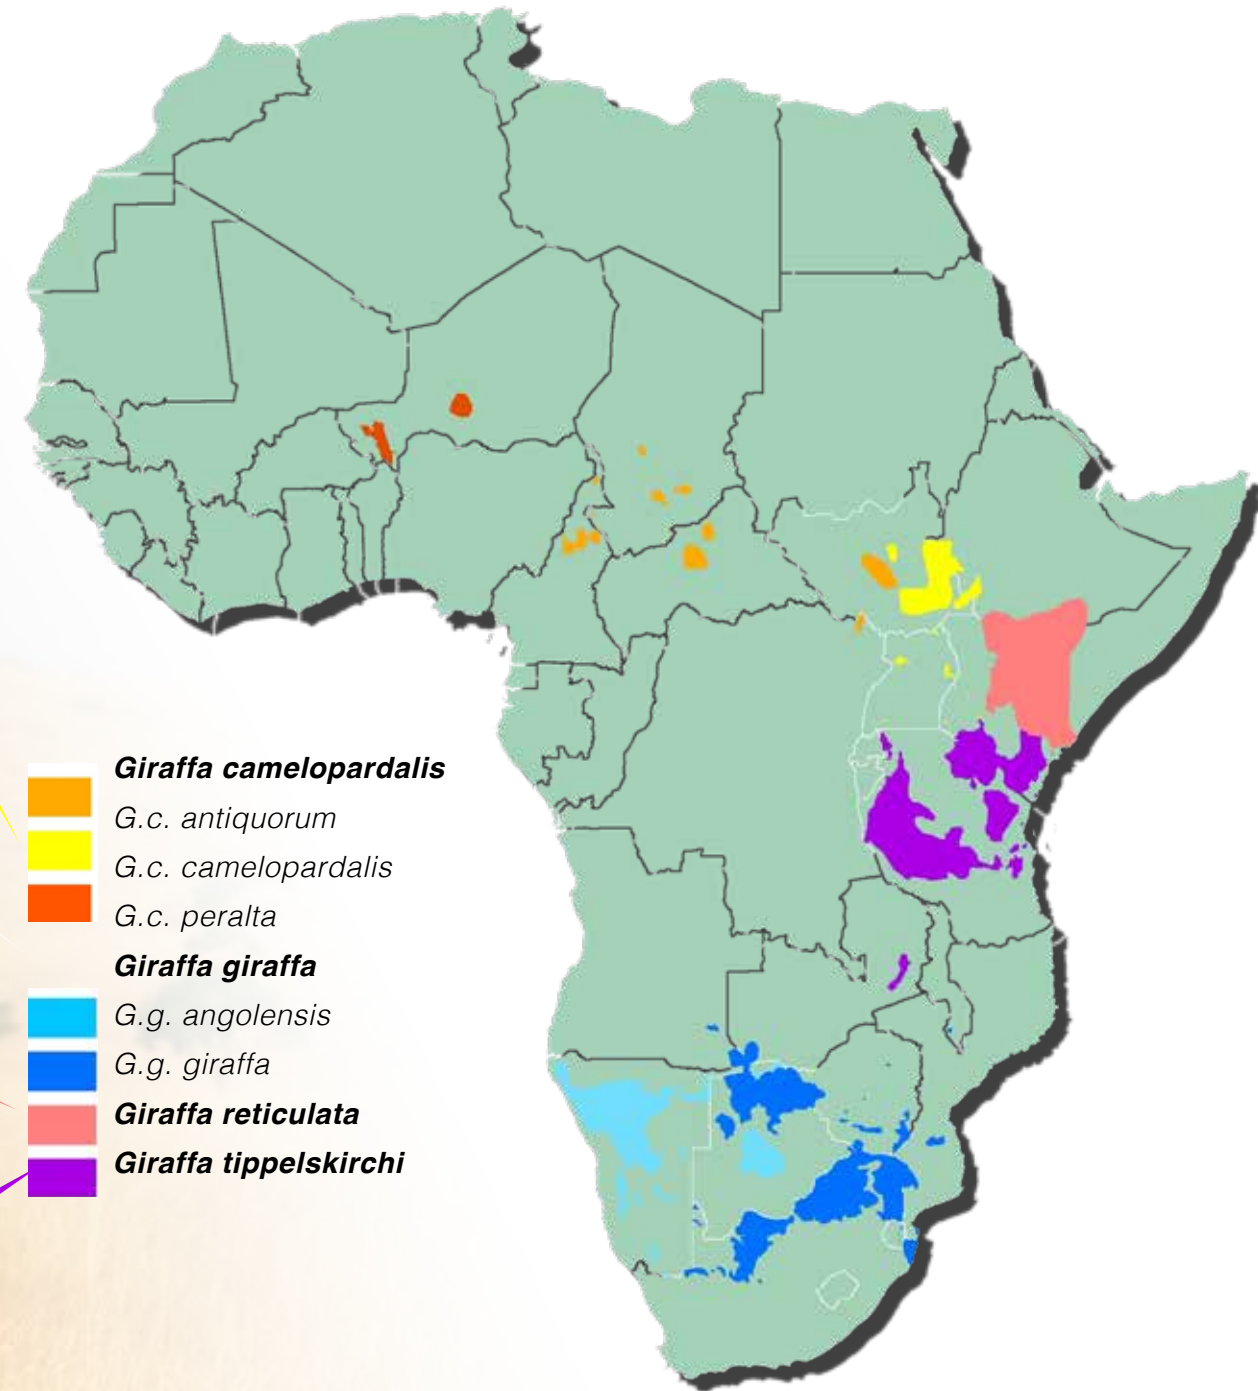 Giraffa camelopardalis
G.c. antiquorum
G.c. camelopardalis
G.c. peralta
Giraffa giraffa
G.g. angolensis
G.g. giraffa
Giraffa reticulata
Giraffa tippelskirchi